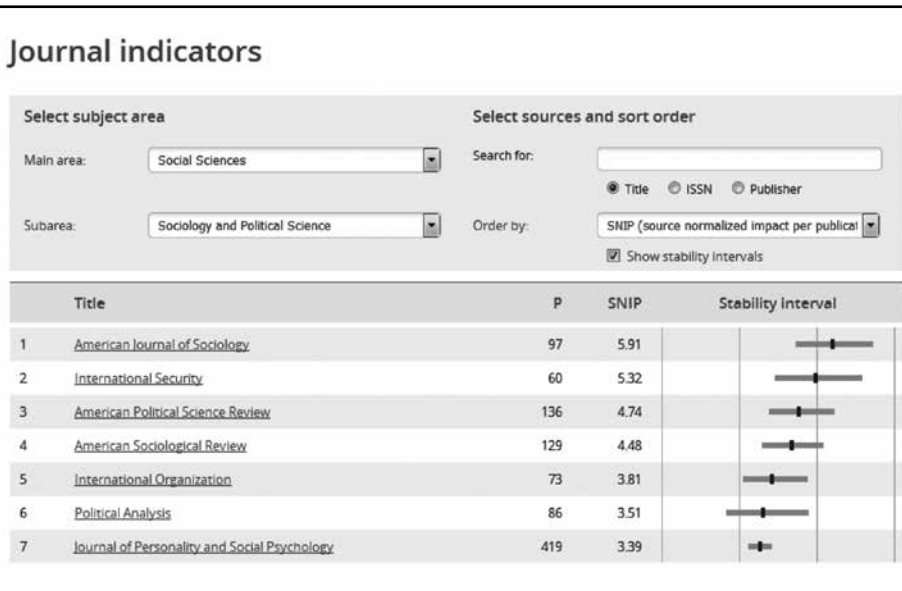 Journal indicators
Select subject area
Select sources and sort order
Main area:
Social Sciences
Search for:
Title ISSN Publisher
Subarea:
Sociology and Political Science
Order by:
SNIP (source normalized impact per publicat
Show stability intervals
Title P SNIP Stability interval
1 American Journal of Sociology 97 5.91
2 International Security 60 5.32
3 American Political Science Review 136 4.74
4 American Sociological Review 129 4.48
5 International Organization 73 3.81
6 Political Analysis 86 3.51
7 Journal of Personality and Social Psychology 419 3.39